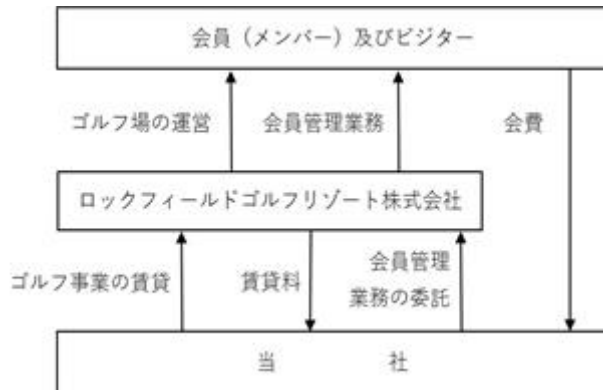 会員（メンバー）及びビジター
ゴルフ場の運営
会員管理業務
会費
ロックフィールドゴルフリゾート株式会社
ゴルフ事業の賃貸
賃貸料
会員管理
業務の委託
当　　　社